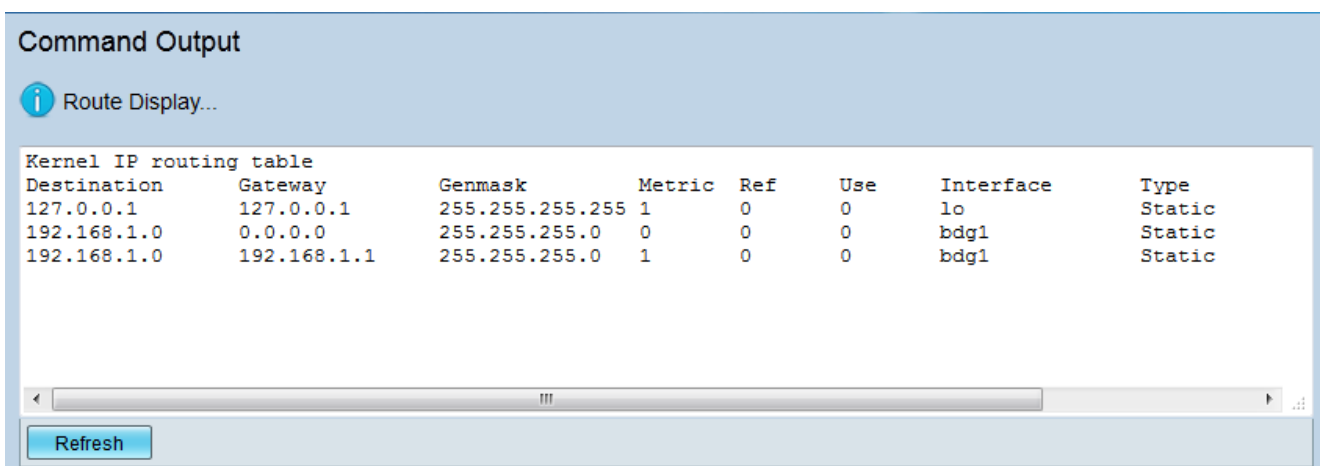 Command Output
Route Display...
Kernel IP routing table
Destination Gateway Genmask Metric Ref Use Interface Type
127.0.0.1 127.0.0.1 255.255.255.255 1 0 0 lo Static
192.168.1.0 0.0.0.0 255.255.255.0 0 0 0 bdg1 Static
192.168.1.0 192.168.1.1 255.255.255.0 1 0 0 bdg1 Static
Refresh